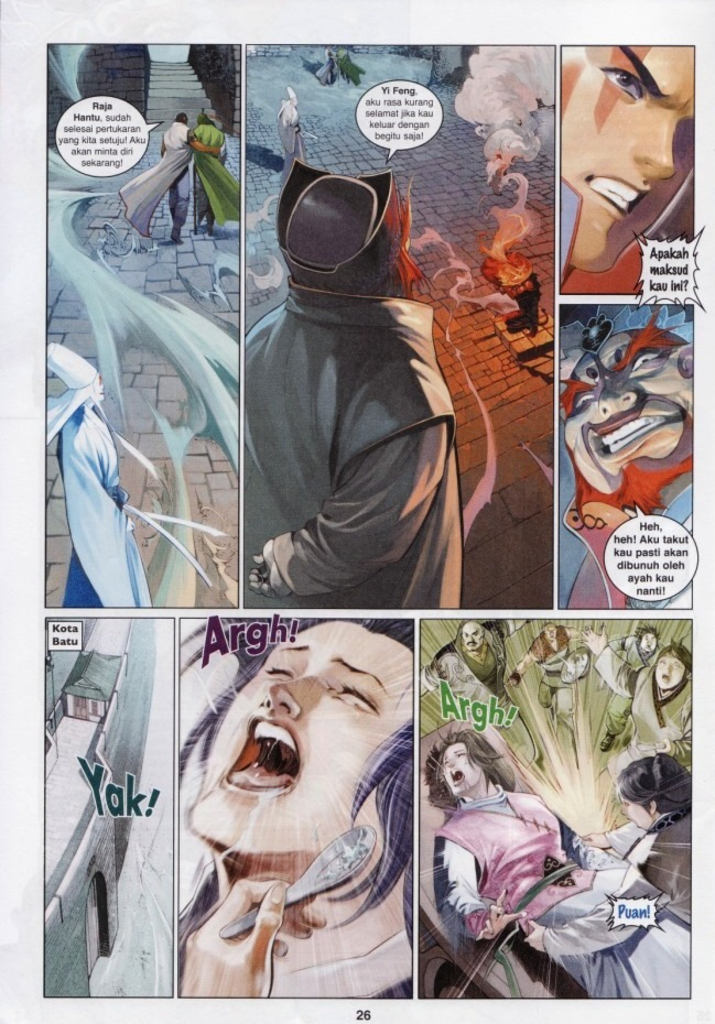 Raja
Hantu, sudah
selesai pertukaran
yang kita setuju! Aku
akan minta diri
sekarang!
Yi Feng,
aku rasa kurang
selamat jika kau
keluar dengan
begitu saja!
Apakah
maksud
kau ini?
Heh,
heh! Aku takut
kau pasti akan
dibunuh oleh
ayah kau
nanti!
Kota
Batu
Yak!
Argh!
Argh!
Puan!
26